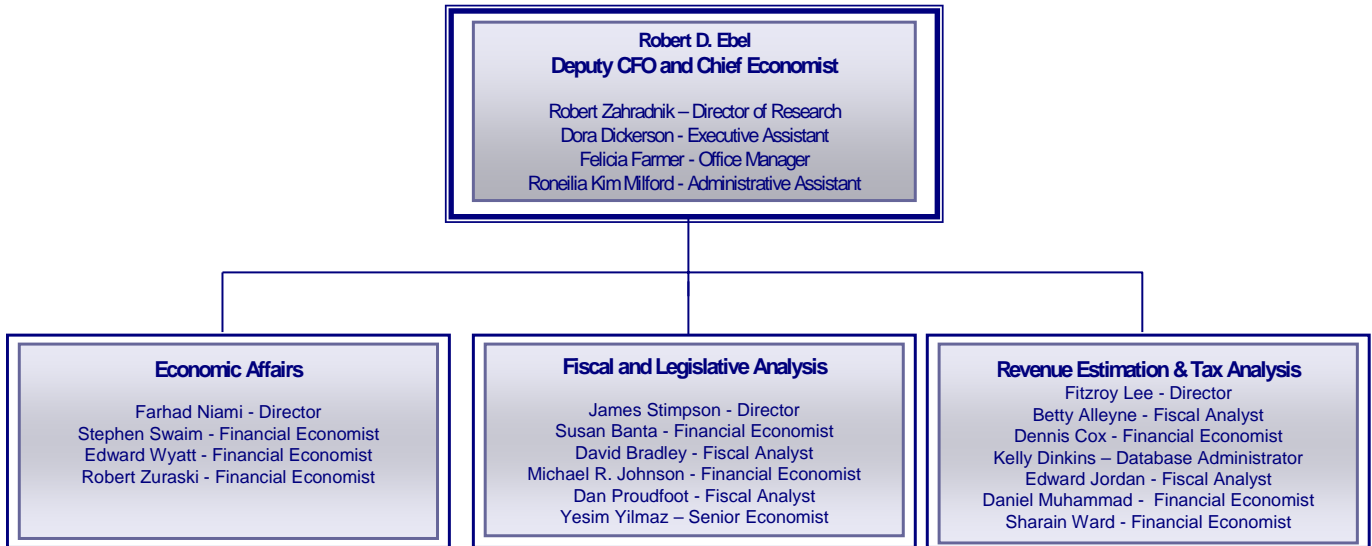 Robert D. Ebel
Deputy CFO and Chief Economist
Robert Zahradnik – Director of Research
Dora Dickerson - Executive Assistant
Felicia Farmer - Office Manager
Roneilia Kim Milford - Administrative Assistant
Economic Affairs
Farhad Niami - Director
Stephen Swaim - Financial Economist
Edward Wyatt - Financial Economist
Robert Zuraski - Financial Economist
Fiscal and Legislative Analysis
James Stimpson - Director
Susan Banta - Financial Economist
David Bradley - Fiscal Analyst
Michael R. Johnson - Financial Economist
Dan Proudfoot - Fiscal Analyst
Yesim Yilmaz – Senior Economist
Revenue Estimation & Tax Analysis
Fitzroy Lee - Director
Betty Alleyne - Fiscal Analyst
Dennis Cox - Financial Economist
Kelly Dinkins – Database Administrator
Edward Jordan - Fiscal Analyst
Daniel Muhammad - Financial Economist
Sharain Ward - Financial Economist